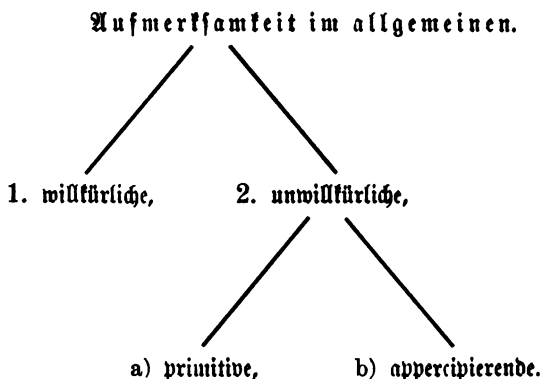 Aufmerksamkeit im allgemeinen.
1. willkürliche, 2. unwillkürliche,
a) primitive, b) appercipierende.